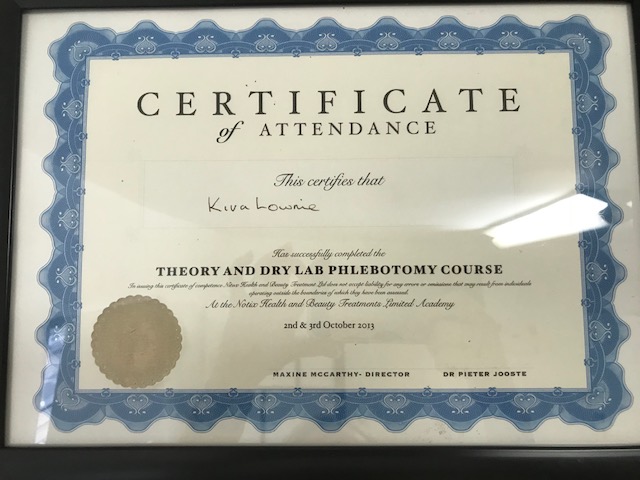 CERTIFICATE
of ATTENDANCE
This certifies that
Kiva Lownie
Has successfully completed the
THEORY AND DRY LAB PHLEBOTOMY COURSE
In issuing this certificate of competence Notix Health and Beauty Treatment Ltd does not accept liability for any errors or omissions that may result from individuals
operating outside the boundaries of which they have been assessed.
At the Notix Health and Beauty Treatments Limited Academy
2nd & 3rd October 2013
MAXINE MCCARTHY- DIRECTOR DR PIETER JOOSTE